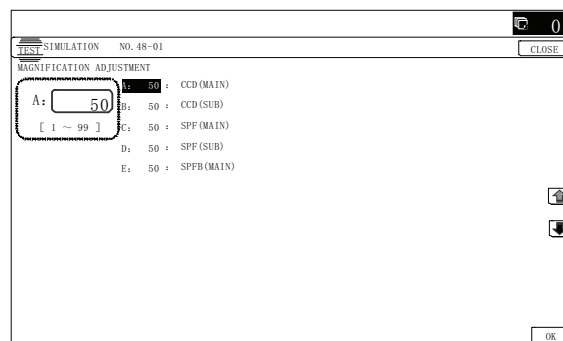 0
TEST SIMULATION NO.48-01
CLOSE
MAGNIFICATION ADJUSTMENT
A: 50
[ 1 ~ 99 ]
A: 50 : CCD(MAIN)
B: 50 : CCD(SUB)
C: 50 : SPF(MAIN)
D: 50 : SPF(SUB)
E: 50 : SPFB(MAIN)
OK